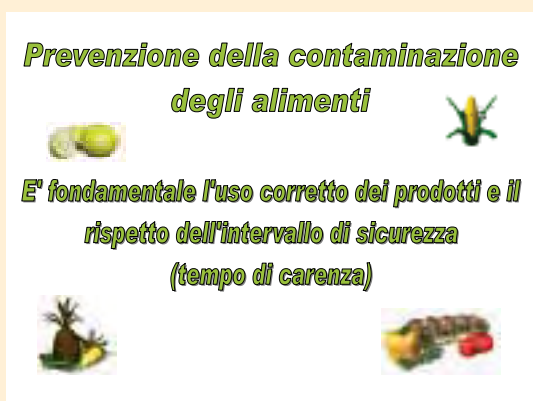 Prevenzione della contaminazione
degli alimenti
E' fondamentale l'uso corretto dei prodotti e il
rispetto dell'intervallo di sicurezza
(tempo di carenza)